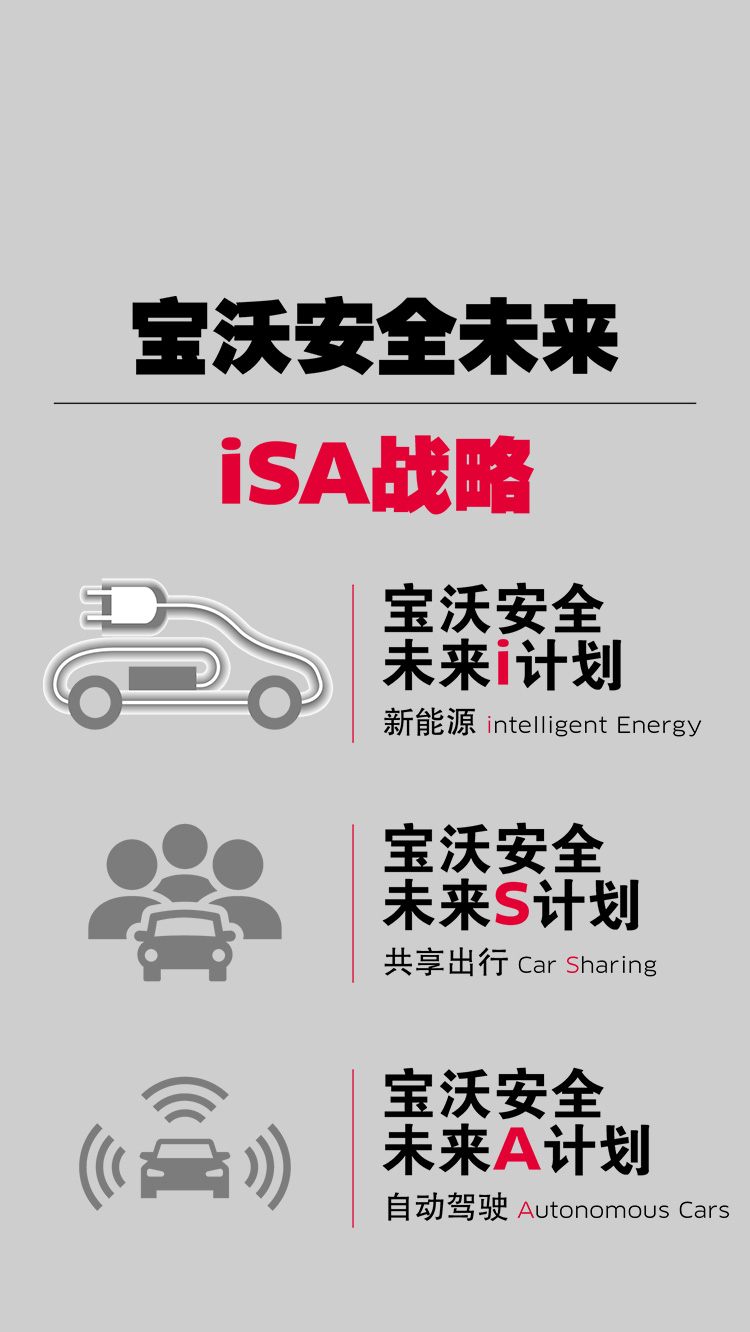 宝沃安全未来
iSA战略
宝沃安全
未来i计划
新能源 intelligent Energy
宝沃安全
未来S计划
共享出行 Car Sharing
宝沃安全
未来A计划
自动驾驶 Autonomous Cars